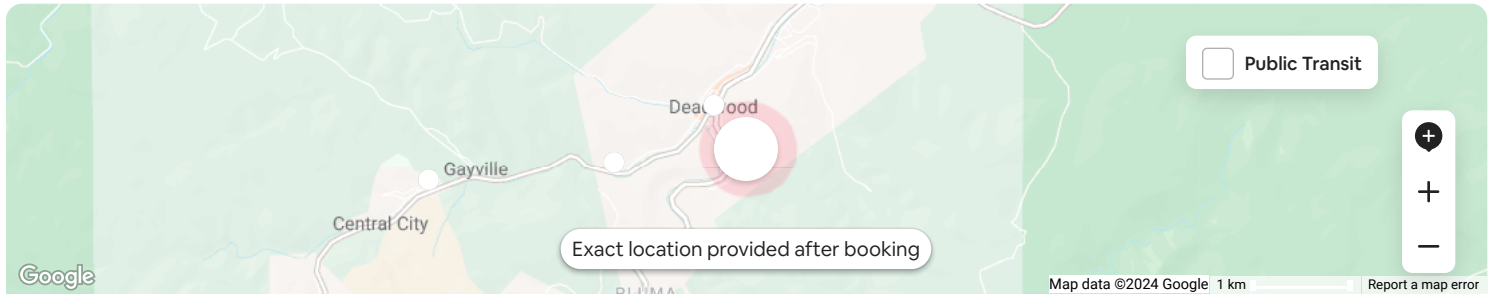 Public Transit
Deadwood
Gayville
Central City
Exact location provided after booking
Google
Map data ©2024 Google
1 km
Report a map error